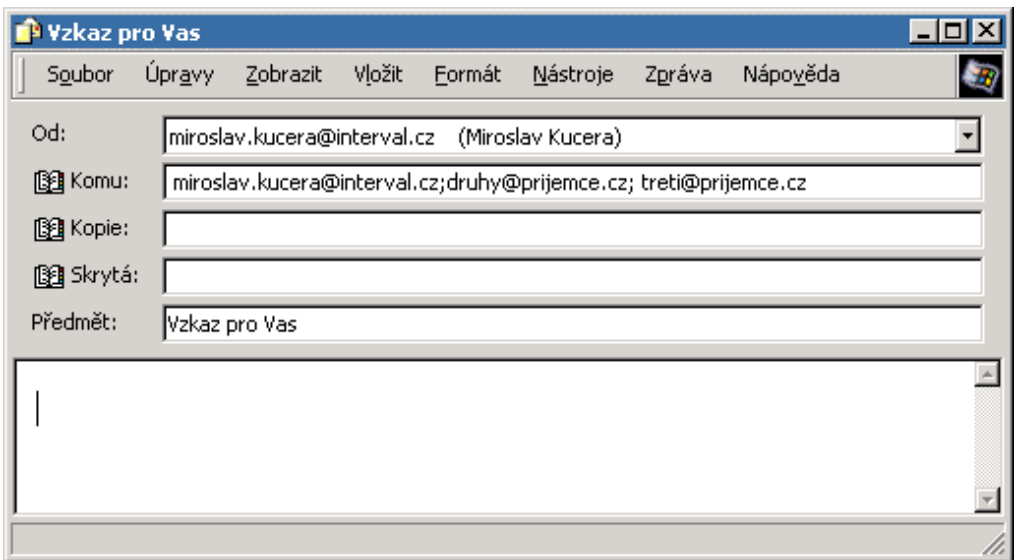 Vzkaz pro Vas
Soubor Úpravy Zobrazit Vložit Formát Nástroje Zpráva Nápověda
Od: miroslav.kucera@interval.cz (Miroslav Kucera)
Komu: miroslav.kucera@interval.cz;druhy@prijemce.cz; treti@prijemce.cz
Kopie:
Skrytá:
Předmět: Vzkaz pro Vas